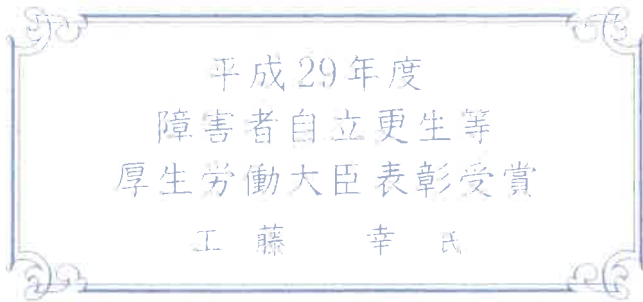 平成29年度
障害者自立更生等
厚生労働大臣表彰受賞
工藤 幸 氏